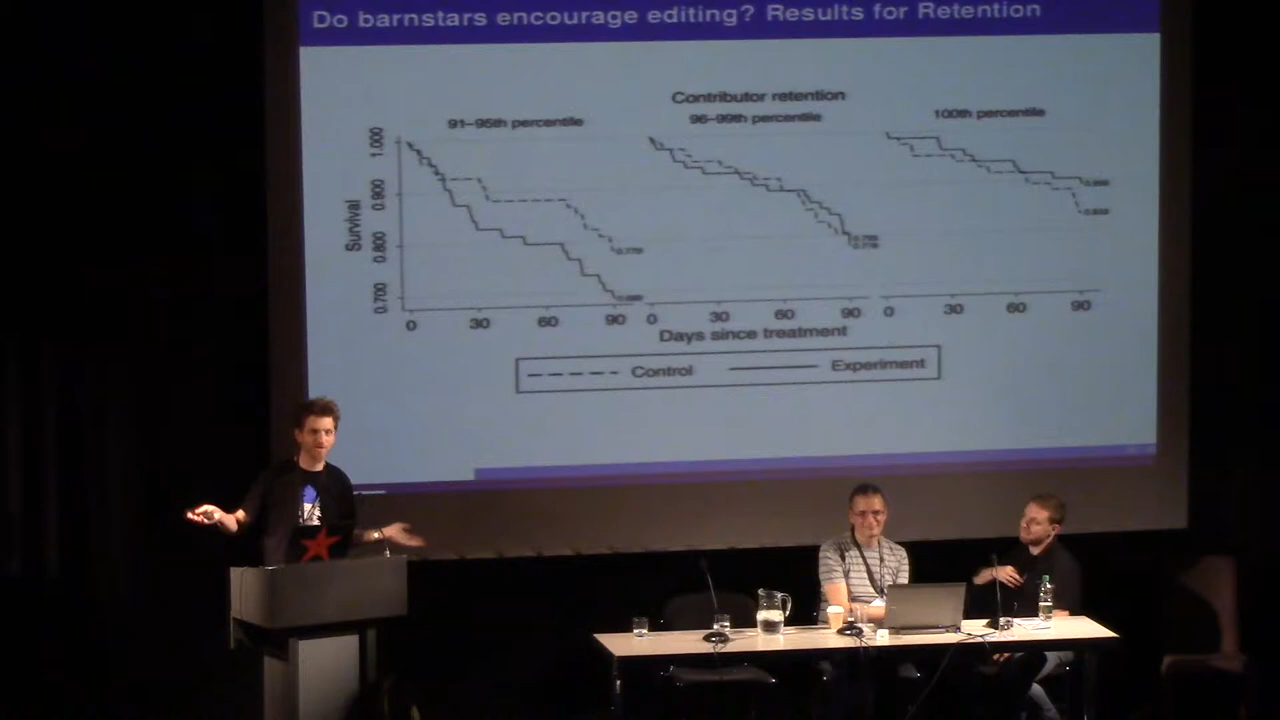 Do barnstars encourage editing? Results for Retention
Contributor retention
91–95th percentile
96–99th percentile
100th percentile
Survival
1.000
0.900
0.800
0.700
0 30 60 90
0 30 60 90
0 30 60 90
Days since treatment
Control
Experiment